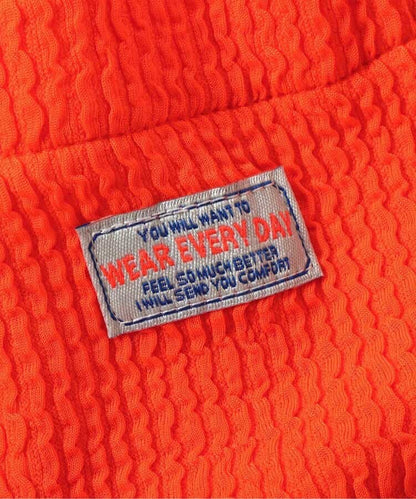 YOU WILL WANT TO
WEAR EVERY DAY
FEEL SO MUCH BETTER
I WILL SEND YOU COMFORT